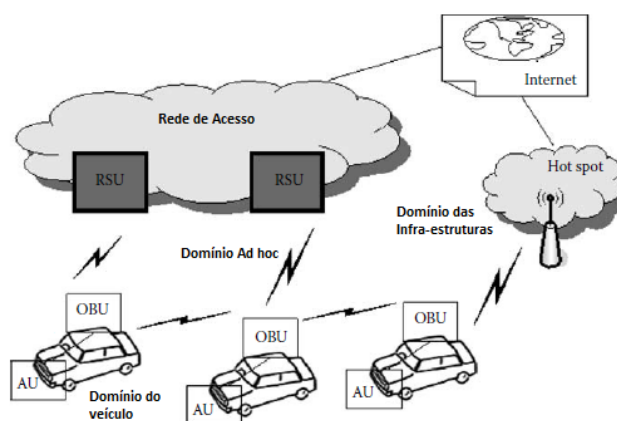 Internet
Rede de Acesso
Hot spot
RSU
RSU
Domínio das
Infra-estruturas
Domínio Ad hoc
OBU
OBU
OBU
AU
AU
AU
Domínio do
veículo